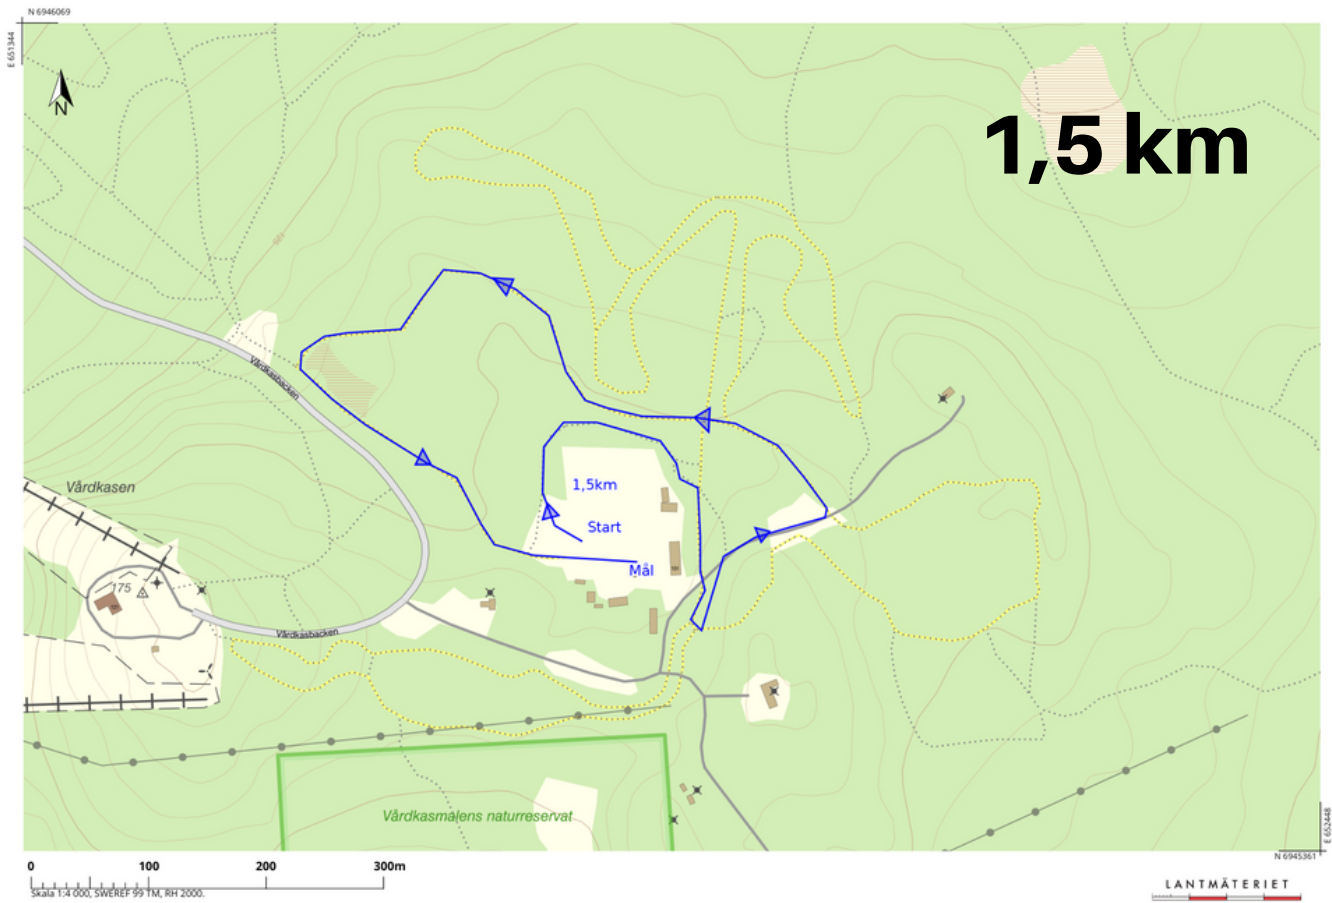 N 6946069
E 651344
N
1,5 km
Vårdkasbacken
Vårdkasen
1,5km
Start
Mål
175
Vårdkasbacken
Vårdkasmalens naturreservat
E 652448
N 6945361
0 100 200 300m
Skala 1:4 000, SWEREF 99 TM, RH 2000.
LANTMÄTERIET